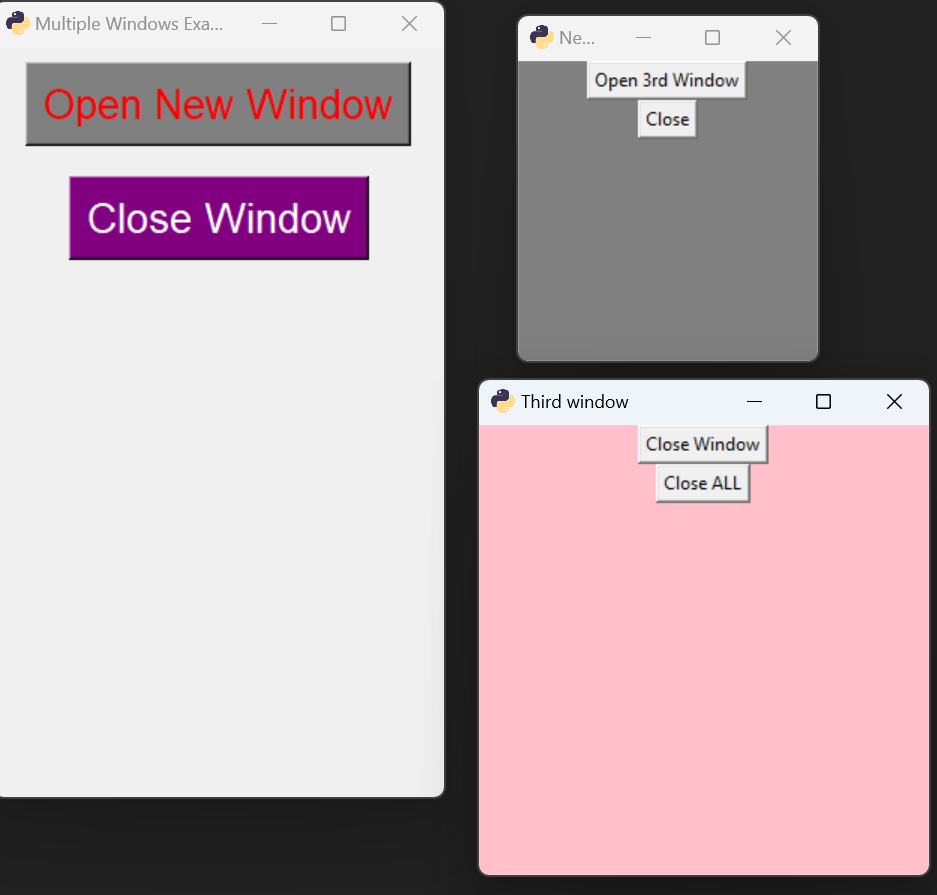 Multiple Windows Exa...
Open New Window
Close Window
Ne...
Open 3rd Window
Close
Third window
Close Window
Close ALL